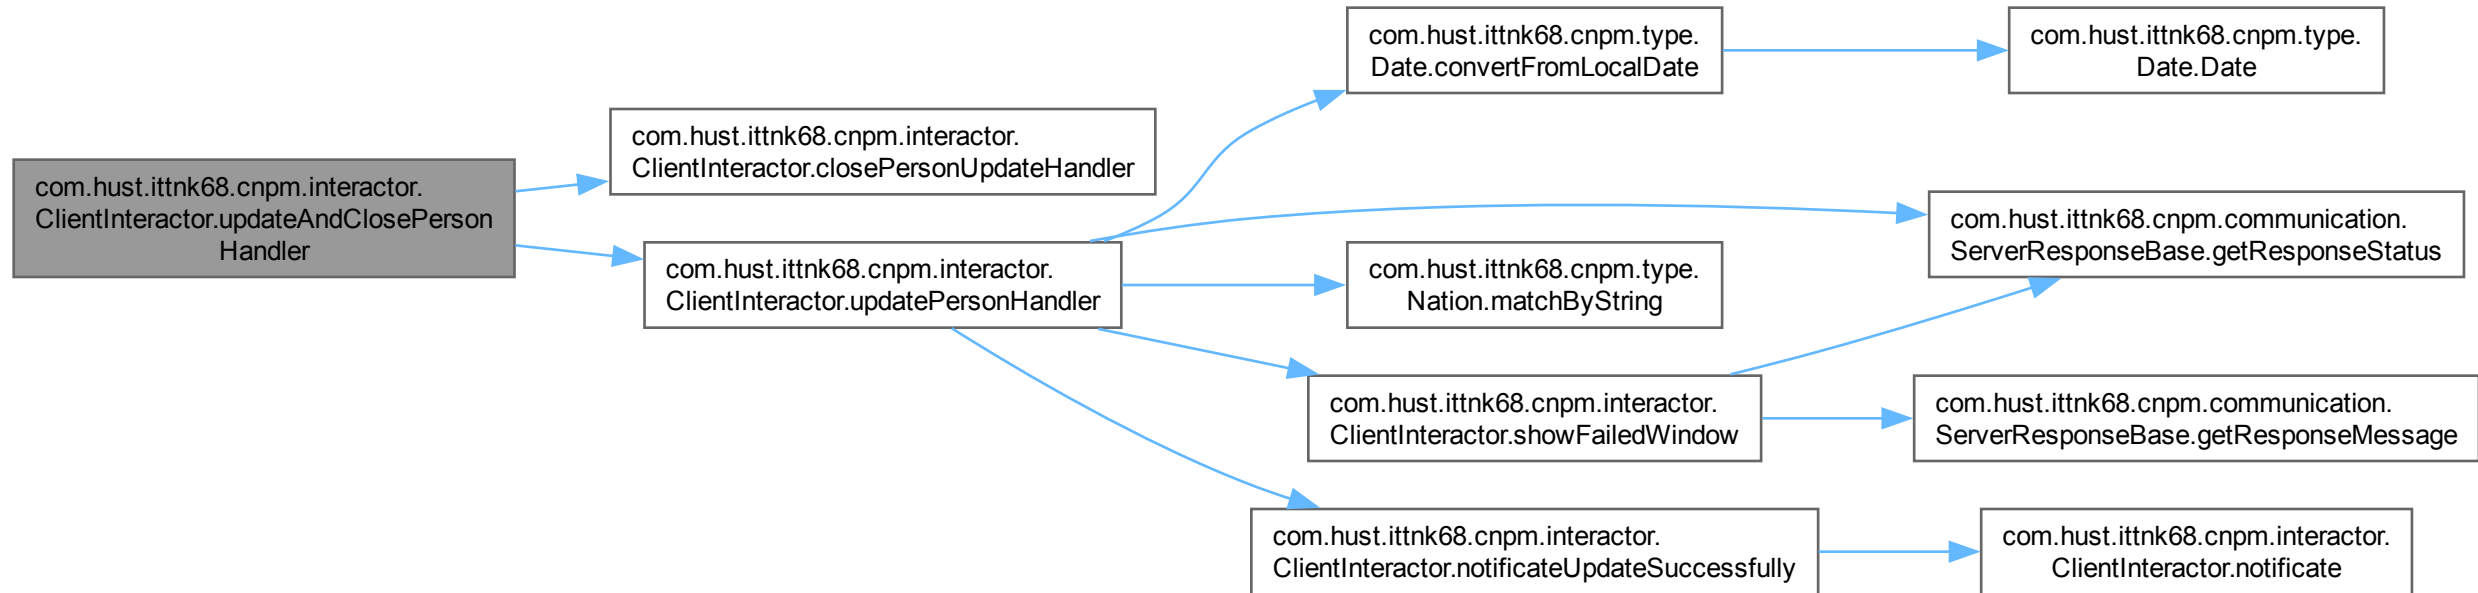 com.hust.ittnk68.cnpm.interactor.
ClientInteractor.updateAndClosePerson
Handler
com.hust.ittnk68.cnpm.interactor.
ClientInteractor.closePersonUpdateHandler
com.hust.ittnk68.cnpm.interactor.
ClientInteractor.updatePersonHandler
com.hust.ittnk68.cnpm.type.
Date.convertFromLocalDate
com.hust.ittnk68.cnpm.type.
Date.Date
com.hust.ittnk68.cnpm.communication.
ServerResponseBase.getResponseStatus
com.hust.ittnk68.cnpm.type.
Nation.matchByString
com.hust.ittnk68.cnpm.interactor.
ClientInteractor.showFailedWindow
com.hust.ittnk68.cnpm.communication.
ServerResponseBase.getResponseMessage
com.hust.ittnk68.cnpm.interactor.
ClientInteractor.notificateUpdateSuccessfully
com.hust.ittnk68.cnpm.interactor.
ClientInteractor.notificate